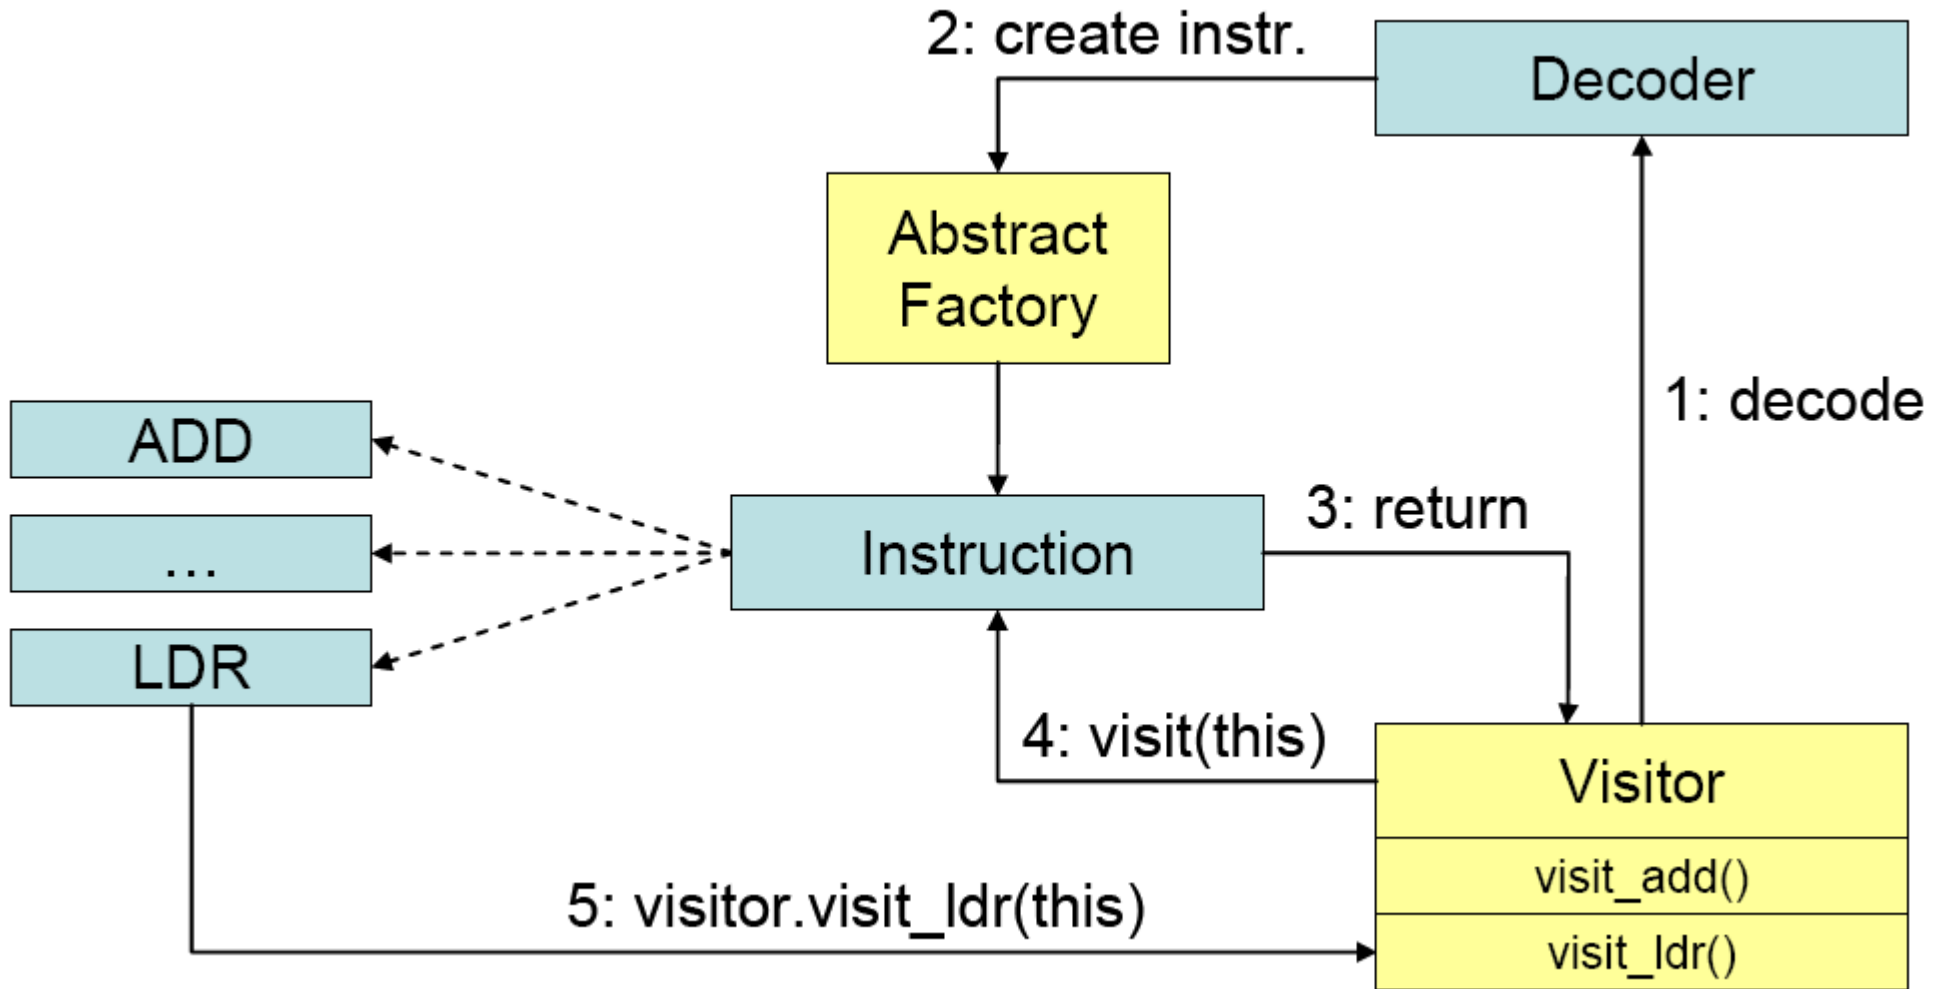 2: create instr.
Decoder
Abstract
Factory
1: decode
ADD
3: return
...
Instruction
LDR
4: visit(this)
Visitor
visit_add()
5: visitor.visit_ldr(this)
visit_ldr()